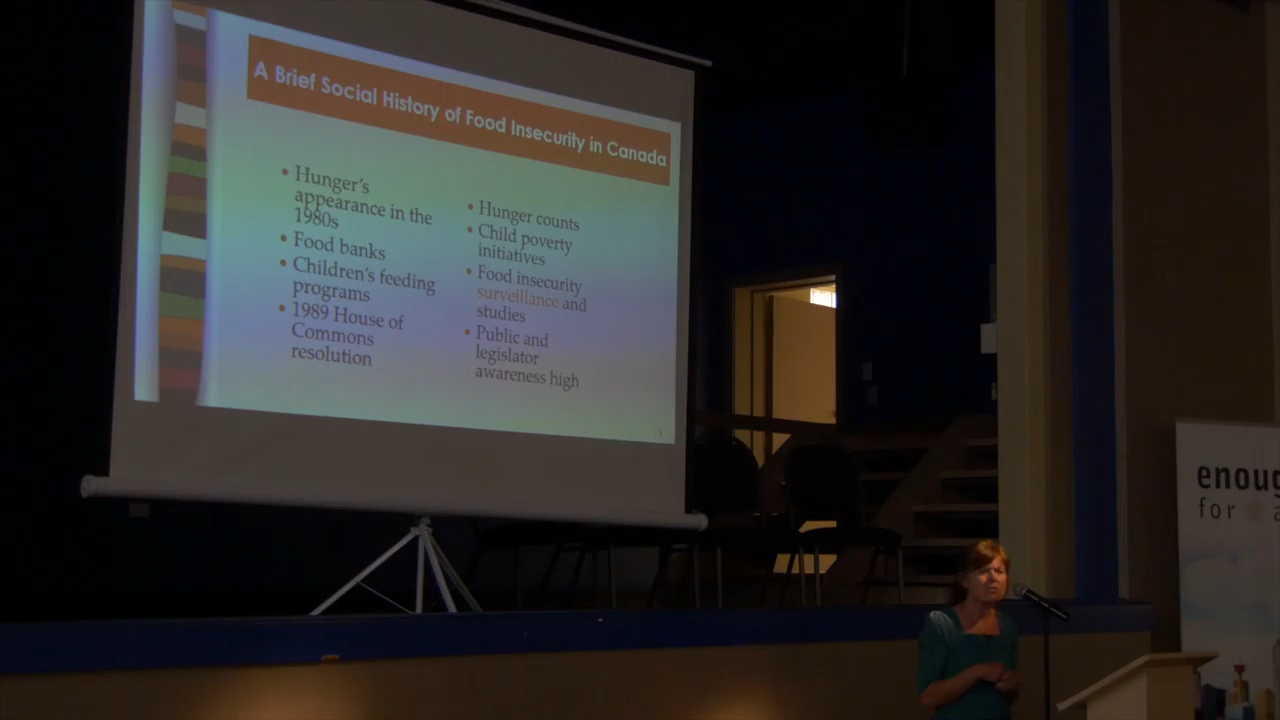 A Brief Social History of Food Insecurity in Canada
• Hunger's
appearance in the
1980s
• Food banks
• Children's feeding
programs
• 1989 House of
Commons
resolution
• Hunger counts
• Child poverty
initiatives
• Food insecurity
surveillance and
studies
• Public and
legislator
awareness high
enoug
for a